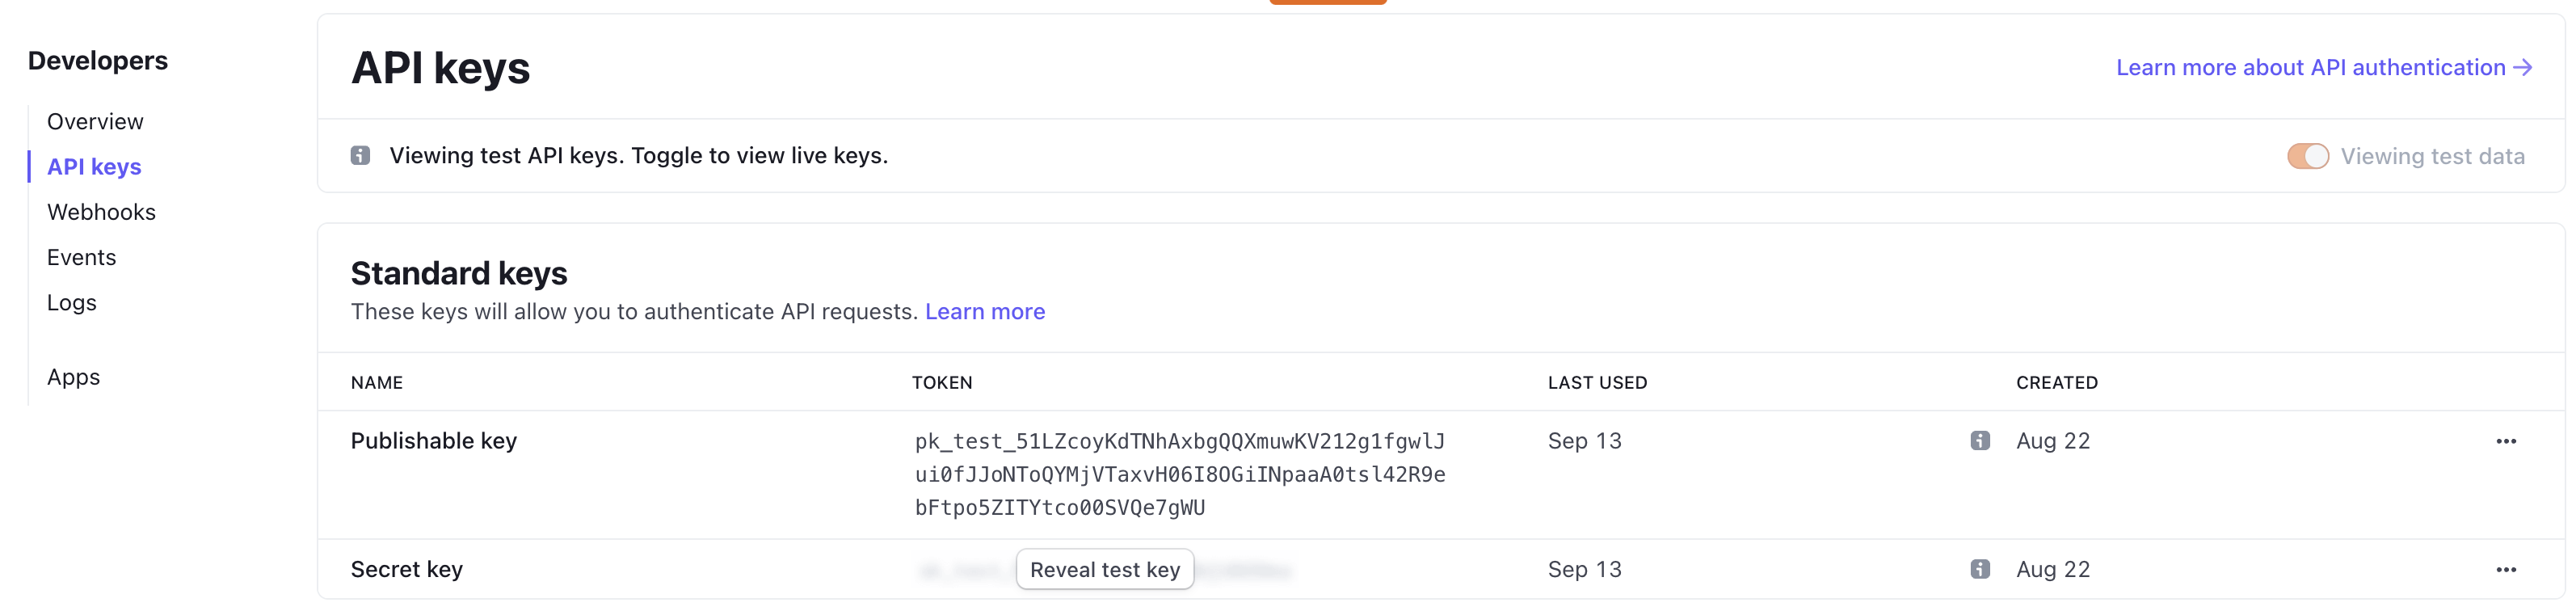 Developers
Overview
API keys
Webhooks
Events
Logs
Apps
API keys
Learn more about API authentication →
Viewing test API keys. Toggle to view live keys.
Viewing test data
Standard keys
These keys will allow you to authenticate API requests. Learn more
NAME TOKEN LAST USED CREATED
Publishable key pk_test_51LZcoyKdTNhAxbgQQXmuwKV212g1fgwlJ Sep 13 Aug 22
ui0fJJoNToQYMjVTaxvH06I8OGiINpaaA0tsl42R9e
bFtpo5ZITYtco00SVQe7gWU
Secret key Reveal test key Sep 13 Aug 22